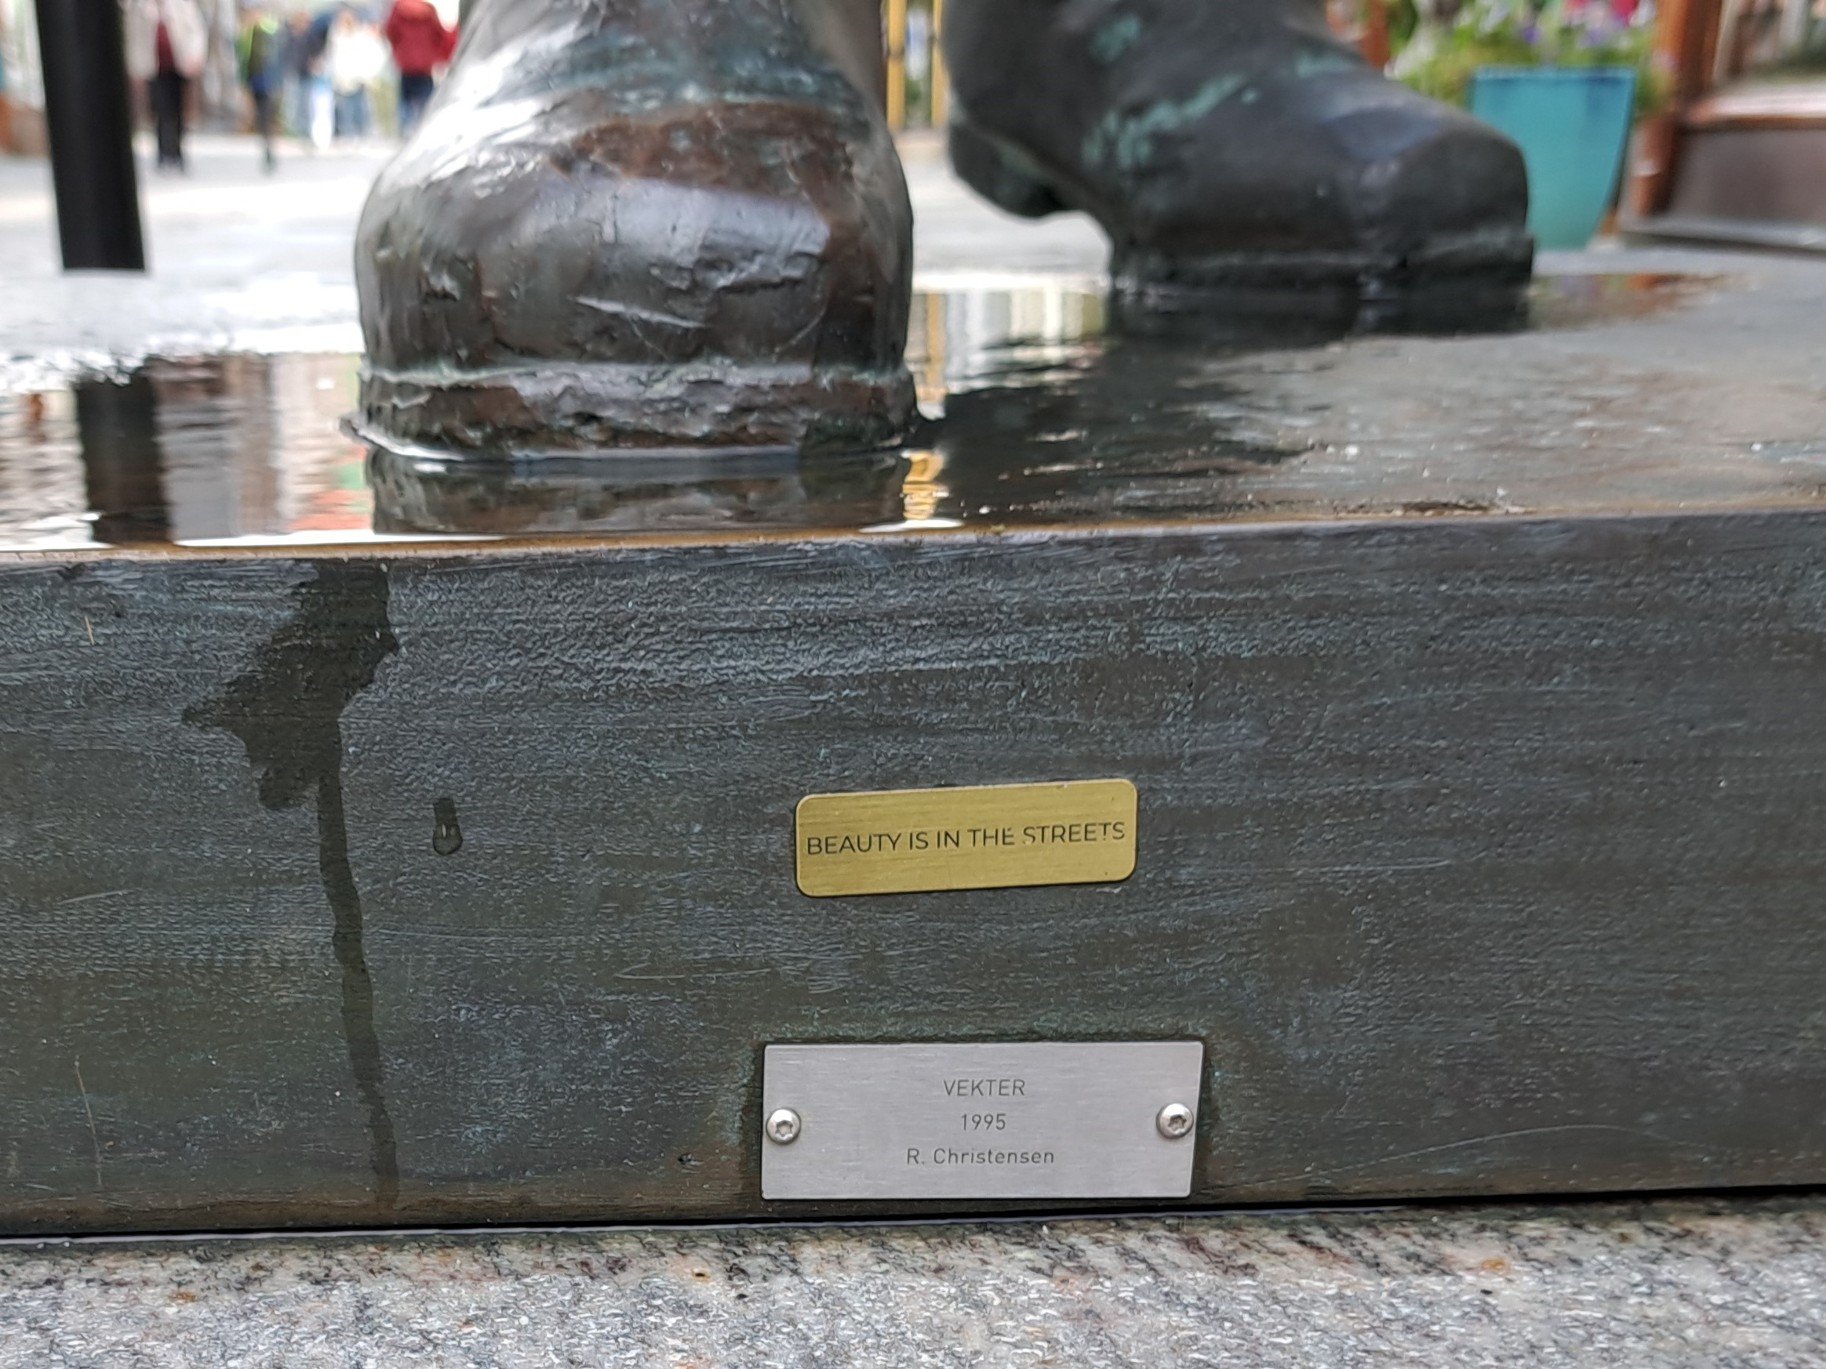 BEAUTY IS IN THE STREETS
VEKTER
1995
R. Christensen